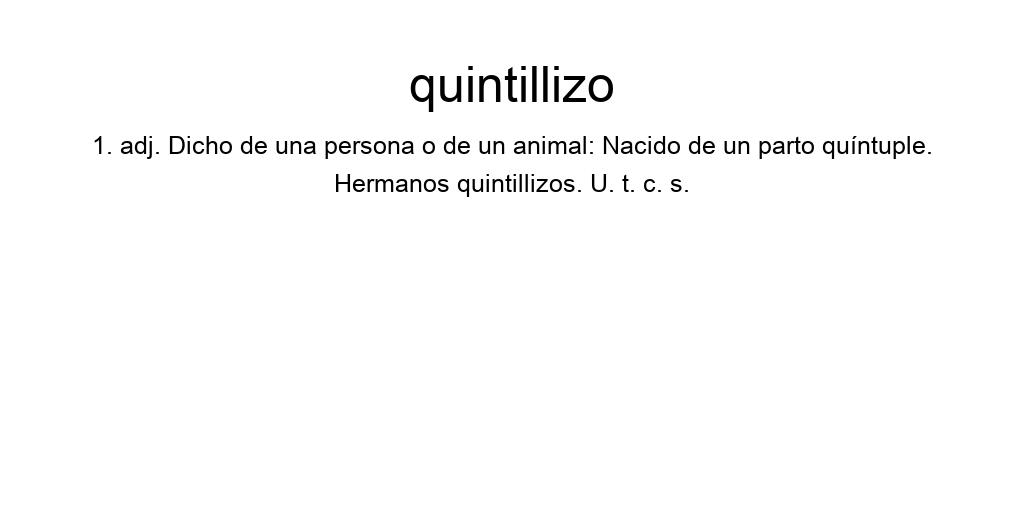 quintillizo
1. adj. Dicho de una persona o de un animal: Nacido de un parto quíntuple.
Hermanos quintillizos. U. t. c. s.